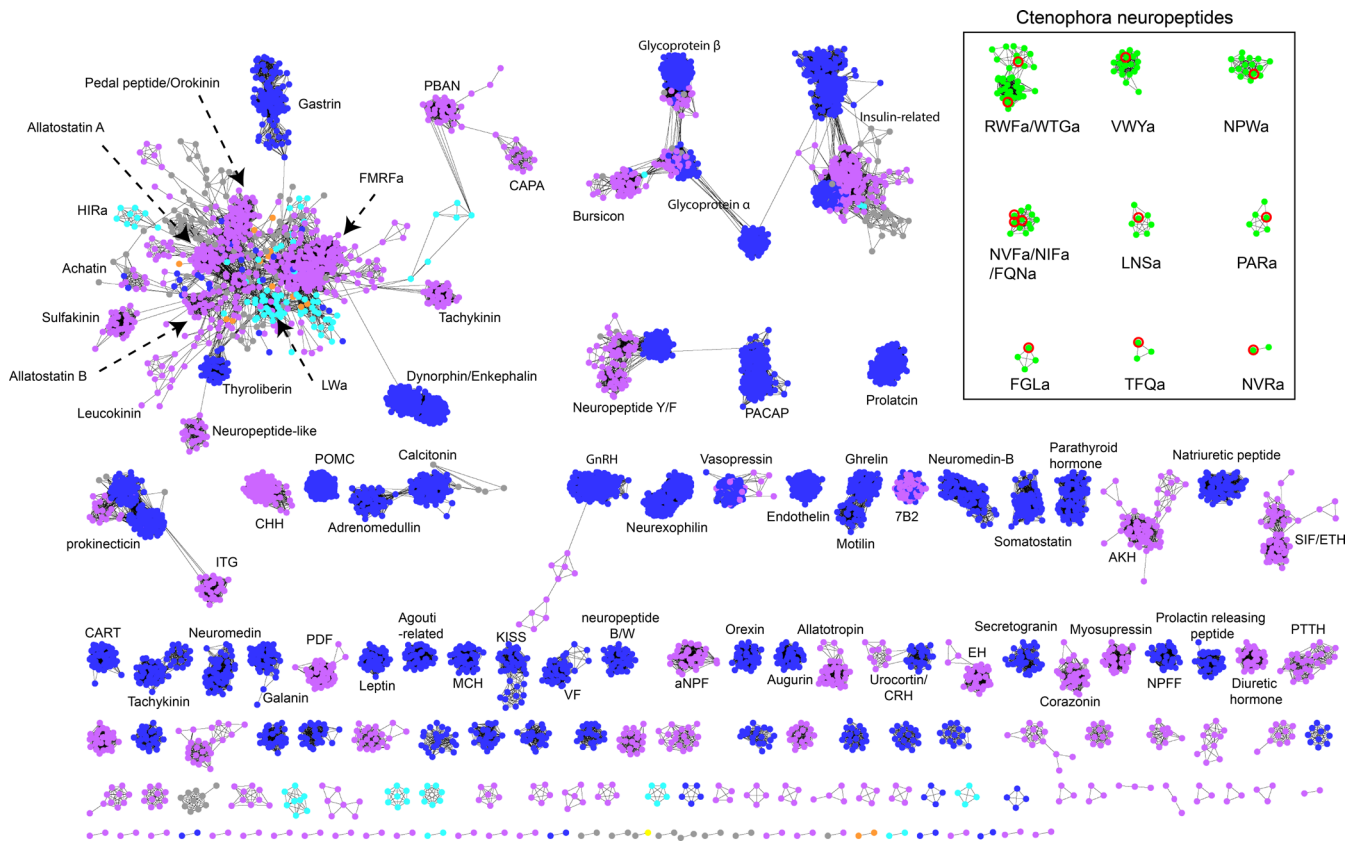 Ctenophora neuropeptides
Glycoprotein β
Pedal peptide/Orokinin
PBAN
Gastrin
Insulin-related
Allatostatin A
RWFa/WTGa
VWYa
NPWa
FMRFa
CAPA
HIRa
Bursicon
Glycoprotein α
Achatin
NVFa/NIFa
/FQNa
LNSa
PARa
Sulfakinin
Tachykinin
Allatostatin B
Thyroliberin
LWa
Dynorphin/Enkephalin
FGLa
TFQa
NVRa
Leucokinin
Neuropeptide Y/F
PACAP
Prolatcin
Neuropeptide-like
POMC
Calcitonin
GnRH
Vasopressin
Ghrelin
Neuromedin-B
Parathyroid
hormone
Natriuretic peptide
CHH
Adrenomedullin
Neurexophilin
Endothelin
7B2
Motilin
Somatostatin
AKH
SIF/ETH
prokinecticin
ITG
CART
Neuromedin
PDF
Agouti
-related
KISS
neuropeptide
B/W
Orexin
Allatotropin
Secretogranin
Myosupressin
Prolactin releasing
peptide
PTTH
EH
Tachykinin
Galanin
Leptin
MCH
VF
aNPF
Augurin
Urocortin/
CRH
Corazonin
NPFF
Diuretic
hormone